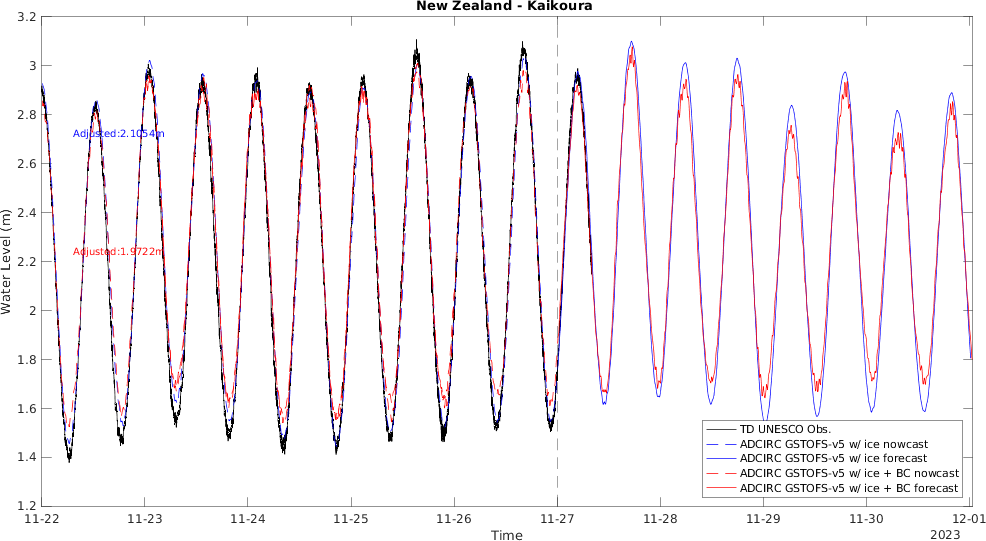 New Zealand - Kaikoura
3.2
3
2.8
2.6
2.4
2.2
2
1.8
1.6
1.4
1.2
Water Level (m)
Adjusted:2.1054m
Adjusted:1.9722m
TD UNESCO Obs.
ADCIRC GSTOFS-v5 w/ ice nowcast
ADCIRC GSTOFS-v5 w/ ice forecast
ADCIRC GSTOFS-v5 w/ ice + BC nowcast
ADCIRC GSTOFS-v5 w/ ice + BC forecast
11-22 11-23 11-24 11-25 11-26 11-27 11-28 11-29 11-30 12-01
2023
Time